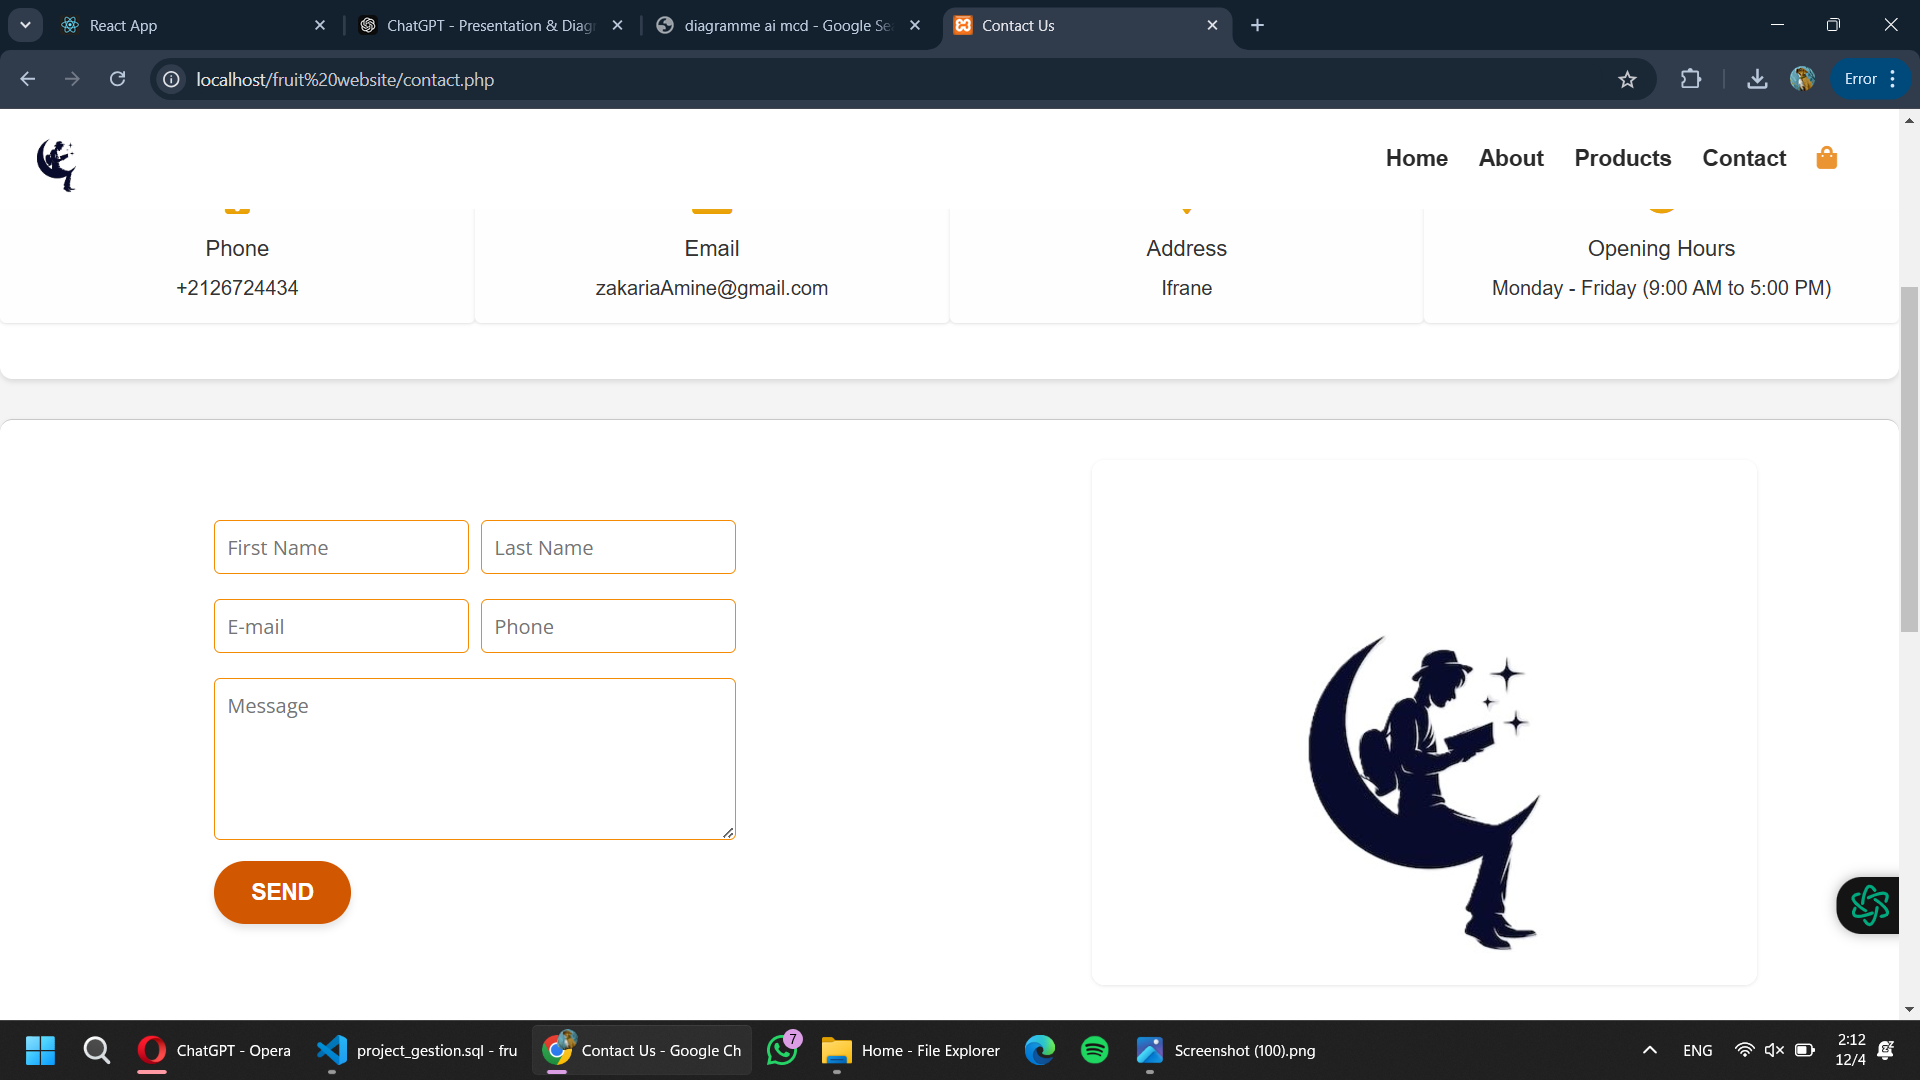 React App
ChatGPT - Presentation & Diag
diagramme ai mcd - Google Se
Contact Us
localhost/fruit%20website/contact.php
Error
Home
About
Products
Contact
Phone
+2126724434
Email
zakariaAmine@gmail.com
Address
Ifrane
Opening Hours
Monday - Friday (9:00 AM to 5:00 PM)
First Name
Last Name
E-mail
Phone
Message
SEND
ChatGPT - Opera
project_gestion.sql - fru
Contact Us - Google Ch
7
Home - File Explorer
Screenshot (100).png
ENG
2:12
12/4